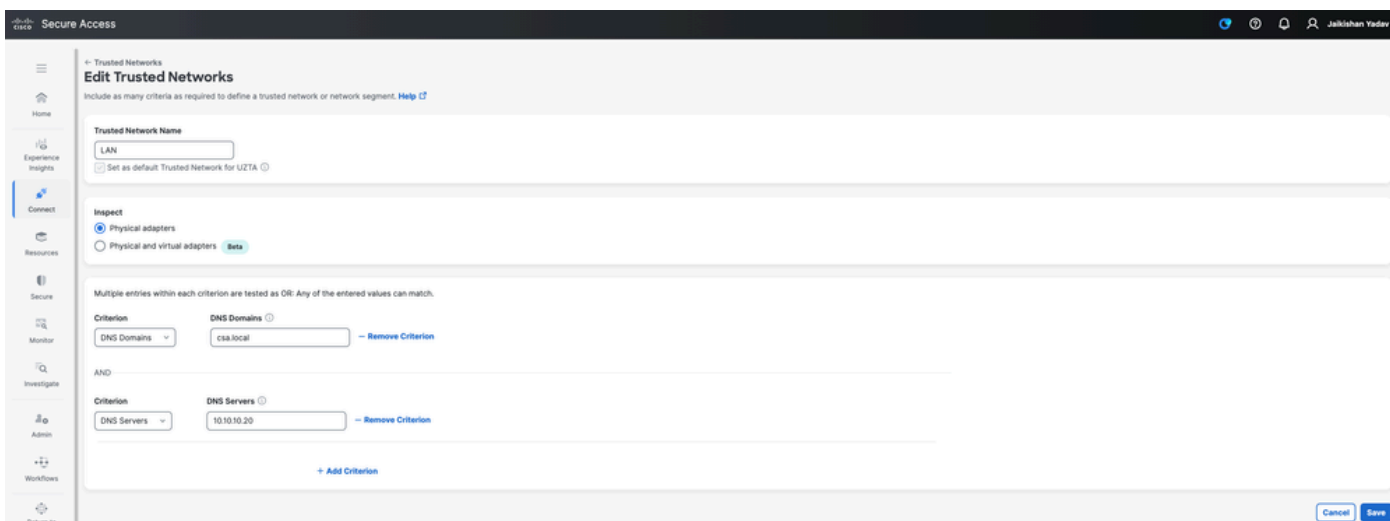 CISCO Secure Access
Jaikishan Yadav
Home
Experience
Insights
Connect
Resources
Secure
Monitor
Investigate
Admin
Workflows
← Trusted Networks
Edit Trusted Networks
Include as many criteria as required to define a trusted network or network segment. Help
Trusted Network Name
LAN
Set as default Trusted Network for UZTA
Inspect
Physical adapters
Physical and virtual adapters Beta
Multiple entries within each criterion are tested as OR: Any of the entered values can match.
Criterion DNS Domains
DNS Domains csa.local — Remove Criterion
AND
Criterion DNS Servers
DNS Servers 10.10.10.20 — Remove Criterion
+ Add Criterion
Cancel Save